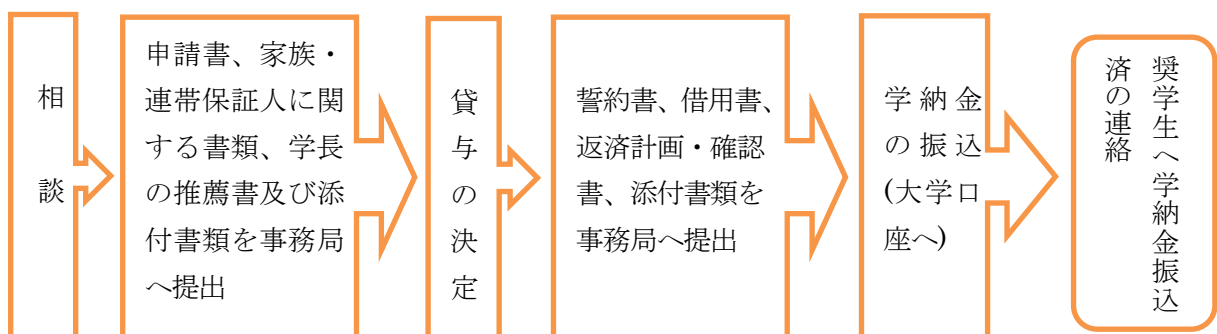 相談
申請書、家族・
連帯保証人に関
する書類、学長
の推薦書及び添
付書類を事務局
へ提出
貸与の決定
誓約書、借用書、
返済計画・確認
書、添付書類を
事務局へ提出
学納金
の振込
(大学口
座へ)
奨学生へ学納金振込
済の連絡